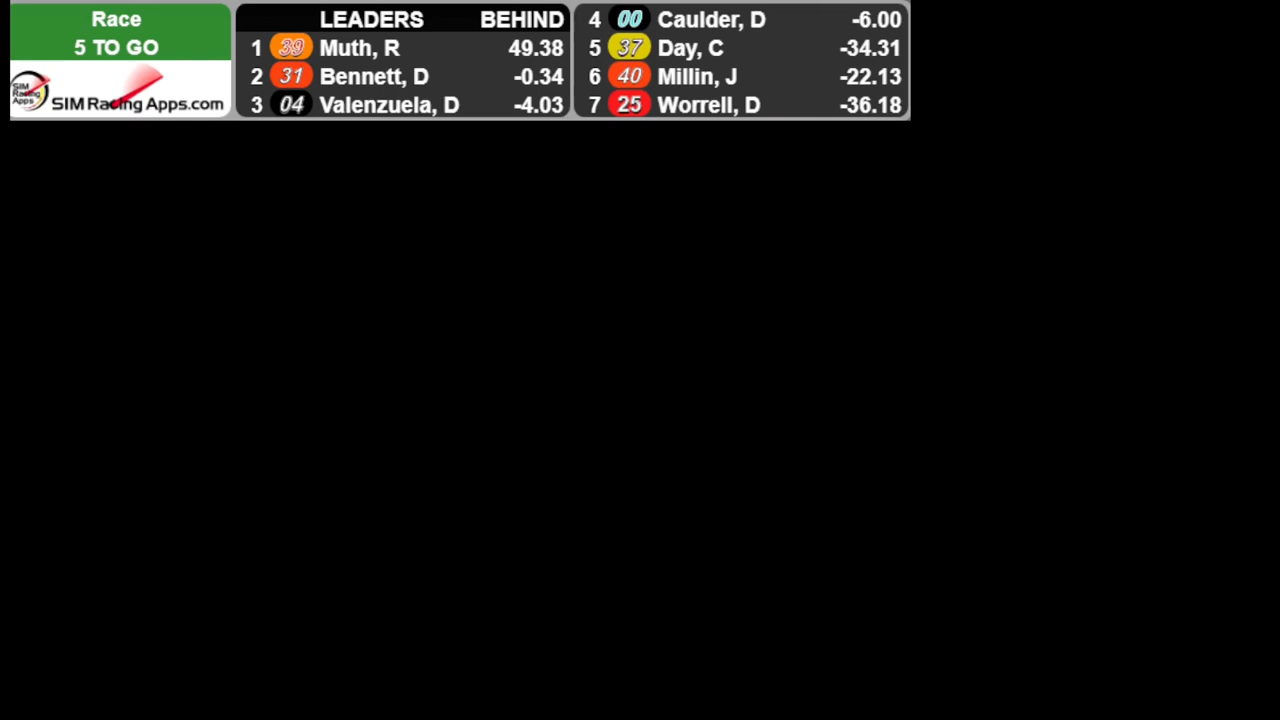 Race
5 TO GO
SIM Racing Apps
SIM Racing Apps.com
LEADERS BEHIND
1 39 Muth, R 49.38
2 31 Bennett, D -0.34
3 04 Valenzuela, D -4.03
4 00 Caulder, D -6.00
5 37 Day, C -34.31
6 40 Millin, J -22.13
7 25 Worrell, D -36.18